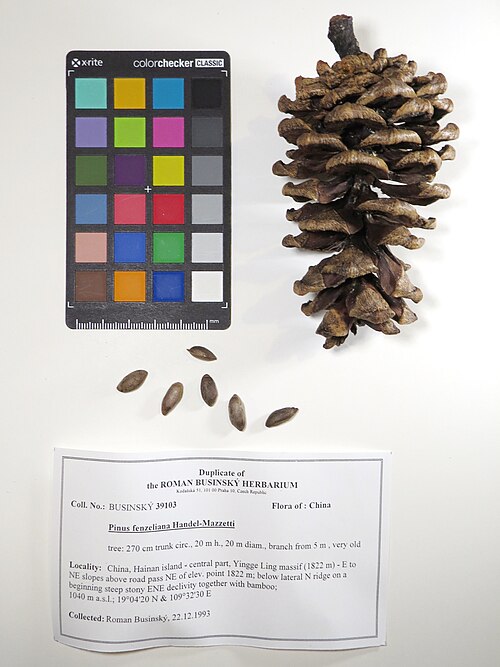 x-rite colorchecker CLASSIC
mm
Duplicate of
the ROMAN BUSINSKÝ HERBARIUM
Kodaňská 51, 101 00 Praha 10, Czech Republic
Coll. No.: BUSINSKÝ 39103 Flora of : China
Pinus fenzeliana Handel-Mazzetti
tree: 270 cm trunk circ., 20 m h., 20 m diam., branch from 5 m , very old
Locality: China, Hainan island - central part, Yingge Ling massif (1822 m) - E to
NE slopes above road pass NE of elev. point 1822 m; below lateral N ridge on a
beginning steep stony ENE declivity together with bamboo;
1040 m a.s.l.; 19°04'20 N & 109°32'30 E
Collected: Roman Businský, 22.12.1993